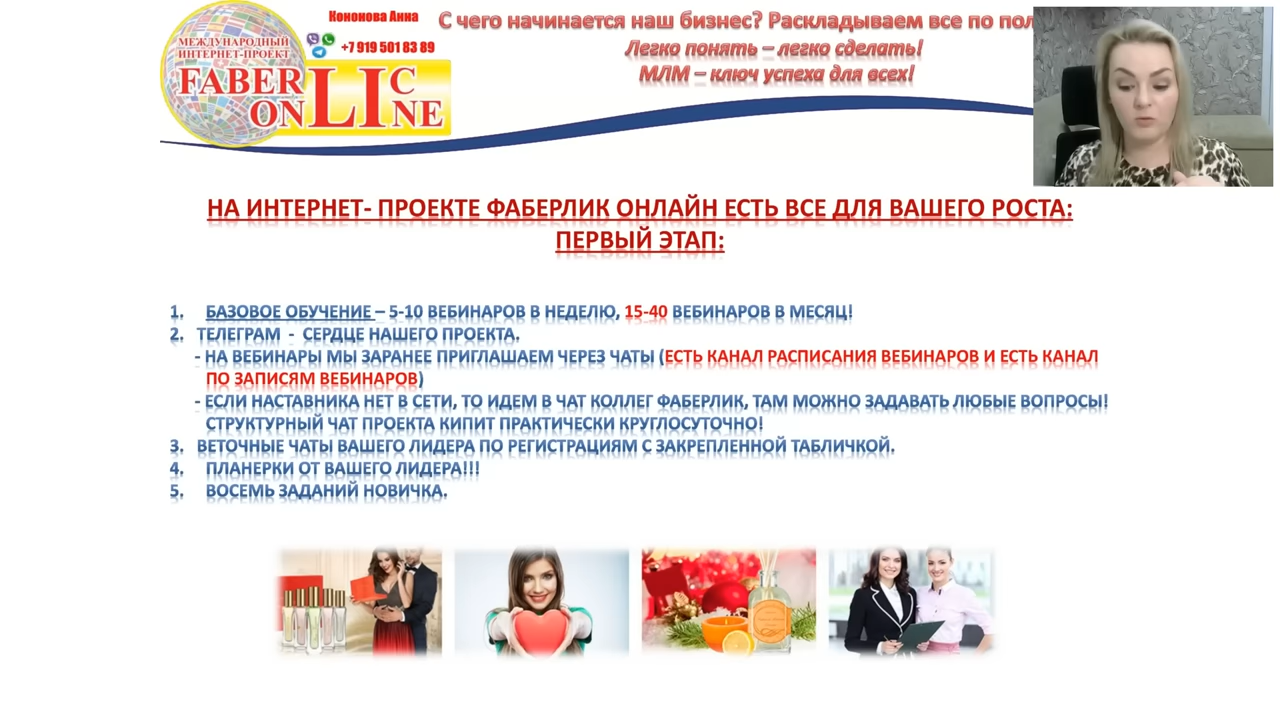 Кононова Анна
+7 919 501 83 89
МЕЖДУНАРОДНЫЙ
ИНТЕРНЕТ-ПРОЕКТ
FABERLIC
ONLINE
С чего начинается наш бизнес? Раскладываем все по пол
Легко понять – легко сделать!
МЛМ – ключ успеха для всех!
НА ИНТЕРНЕТ- ПРОЕКТЕ ФАБЕРЛИК ОНЛАЙН ЕСТЬ ВСЕ ДЛЯ ВАШЕГО РОСТА:
ПЕРВЫЙ ЭТАП:
1. БАЗОВОЕ ОБУЧЕНИЕ – 5-10 ВЕБИНАРОВ В НЕДЕЛЮ, 15-40 ВЕБИНАРОВ В МЕСЯЦ!
2. ТЕЛЕГРАМ - СЕРДЦЕ НАШЕГО ПРОЕКТА.
- НА ВЕБИНАРЫ МЫ ЗАРАНЕЕ ПРИГЛАШАЕМ ЧЕРЕЗ ЧАТЫ (ЕСТЬ КАНАЛ РАСПИСАНИЯ ВЕБИНАРОВ И ЕСТЬ КАНАЛ
ПО ЗАПИСЯМ ВЕБИНАРОВ)
- ЕСЛИ НАСТАВНИКА НЕТ В СЕТИ, ТО ИДЕМ В ЧАТ КОЛЛЕГ ФАБЕРЛИК, ТАМ МОЖНО ЗАДАВАТЬ ЛЮБЫЕ ВОПРОСЫ!
СТРУКТУРНЫЙ ЧАТ ПРОЕКТА КИПИТ ПРАКТИЧЕСКИ КРУГЛОСУТОЧНО!
3. ВЕТОЧНЫЕ ЧАТЫ ВАШЕГО ЛИДЕРА ПО РЕГИСТРАЦИЯМ С ЗАКРЕПЛЕННОЙ ТАБЛИЧКОЙ.
4. ПЛАНЕРКИ ОТ ВАШЕГО ЛИДЕРА!!!
5. ВОСЕМЬ ЗАДАНИЙ НОВИЧКА.